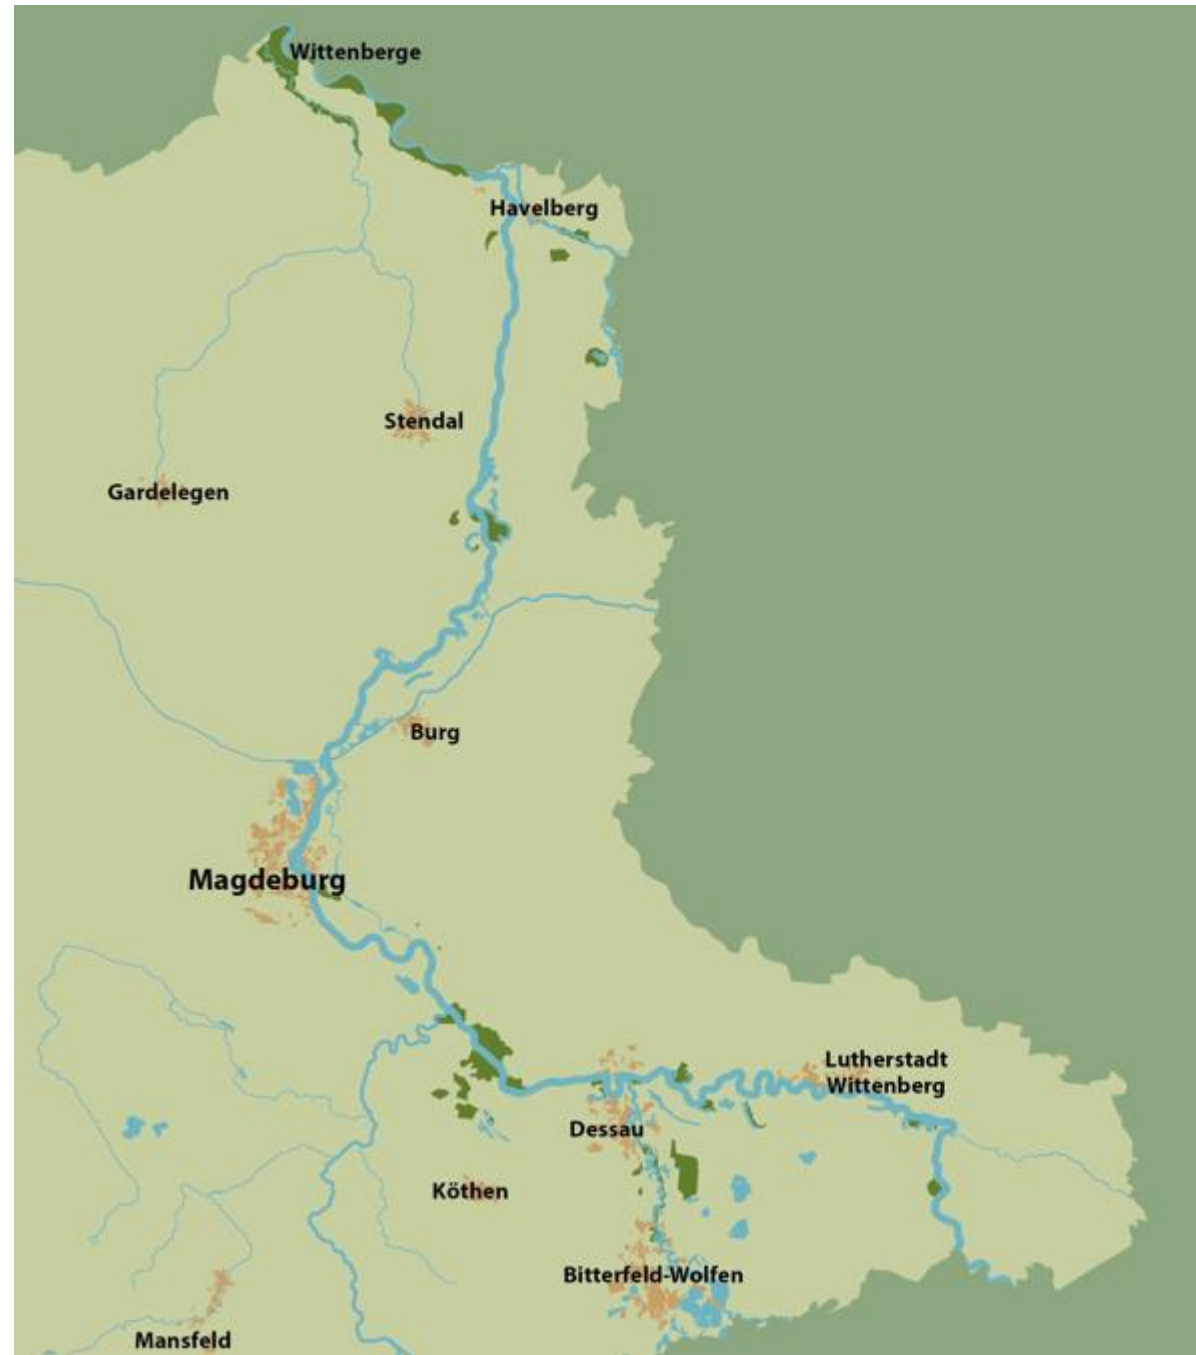 Wittenberge
Havelberg
Stendal
Gardelegen
Burg
Magdeburg
Lutherstadt
Wittenberg
Dessau
Köthen
Bitterfeld-Wolfen
Mansfeld